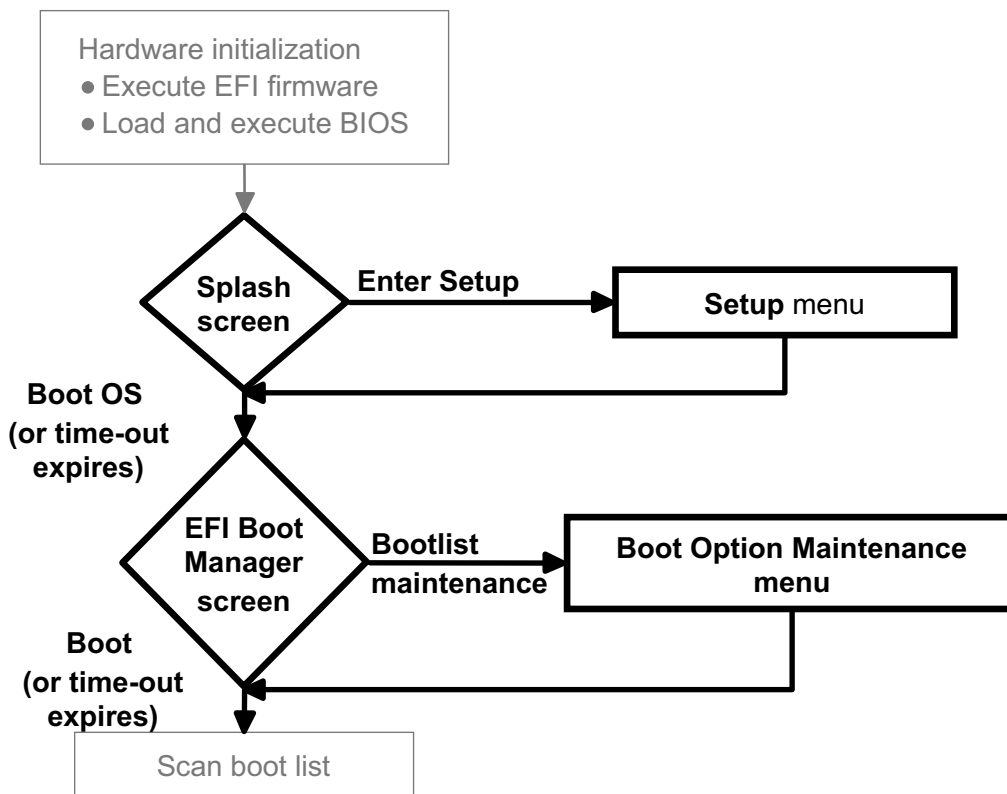 Hardware initialization
● Execute EFI firmware
● Load and execute BIOS
Splash
screen
Enter Setup
Setup menu
Boot OS
(or time-out
expires)
EFI Boot
Manager
screen
Bootlist
maintenance
Boot Option Maintenance
menu
Boot
(or time-out
expires)
Scan boot list